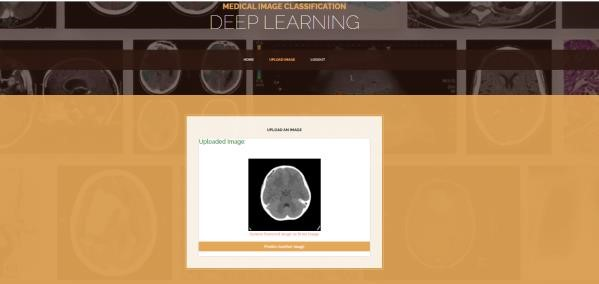 MEDICAL IMAGE CLASSIFICATION
DEEP LEARNING
HOME
UPLOAD IMAGE
LOGOUT
UPLOAD AN IMAGE
Uploaded Image:
Predict Another Image